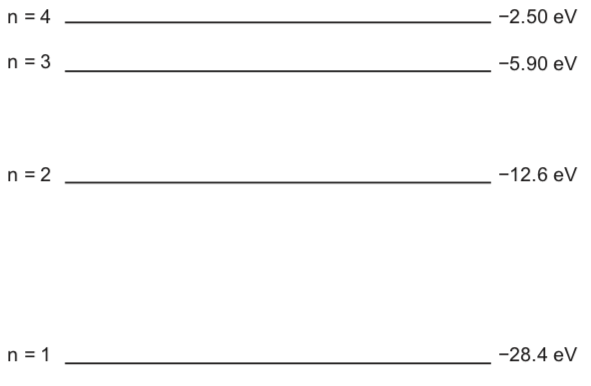 n = 4 −2.50 eV
n = 3 −5.90 eV
n = 2 −12.6 eV
n = 1 −28.4 eV